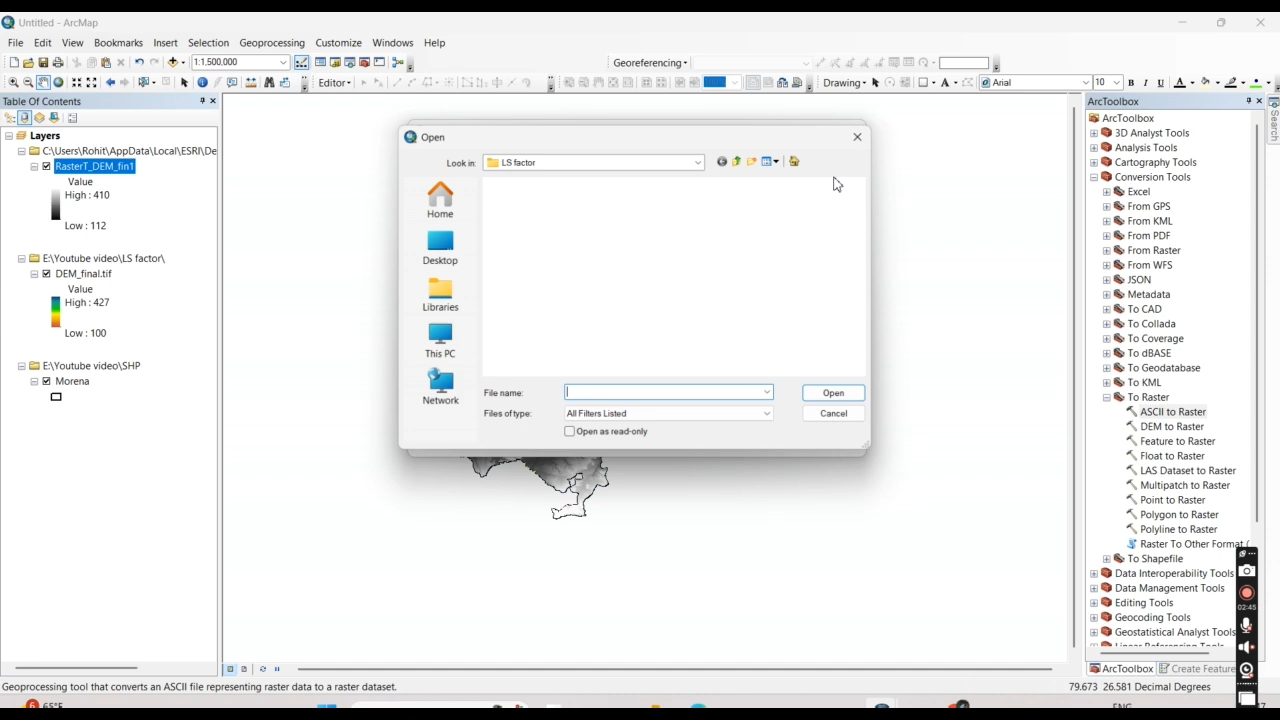 Untitled - ArcMap
File Edit View Bookmarks Insert Selection Geoprocessing Customize Windows Help
1:1,500,000
Georeferencing
Editor
Drawing
Arial
10
B I U A
Table Of Contents
Layers
C:\Users\Rohit\AppData\Local\ESRI\De
RasterT_DEM_fin1
Value
High : 410
Low : 112
E:\Youtube video\LS factor\
DEM_final.tif
Value
High : 427
Low : 100
E:\Youtube video\SHP
Morena
Open
Look in: LS factor
Home
Desktop
Libraries
This PC
Network
File name:
Open
Files of type: All Filters Listed
Cancel
Open as read-only
ArcToolbox
ArcToolbox
3D Analyst Tools
Analysis Tools
Cartography Tools
Conversion Tools
Excel
From GPS
From KML
From PDF
From Raster
From WFS
JSON
Metadata
To CAD
To Collada
To Coverage
To dBASE
To Geodatabase
To KML
To Raster
ASCII to Raster
DEM to Raster
Feature to Raster
Float to Raster
LAS Dataset to Raster
Multipatch to Raster
Point to Raster
Polygon to Raster
Polyline to Raster
Raster To Other Format (
To Shapefile
Data Interoperability Tools
Data Management Tools
Editing Tools
Geocoding Tools
Geostatistical Analyst Tools
Linear Referencing Tools
ArcToolbox
Create Feature
Search
02:45
Geoprocessing tool that converts an ASCII file representing raster data to a raster dataset.
79.673 26.581 Decimal Degrees
65°F
ENG